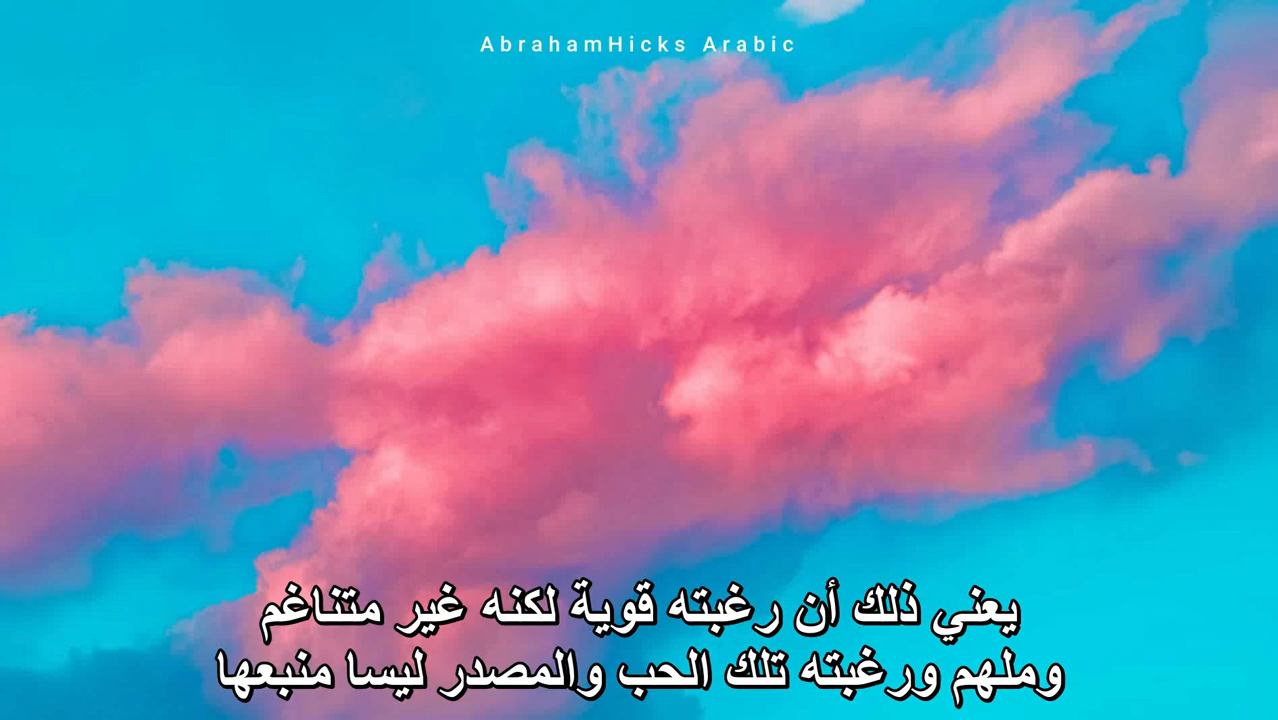 AbrahamHicks Arabic
يعني ذلك أن رغبته قوية لكنه غير متناغم
وملهم ورغبته تلك الحب والمصدر ليسا منبعها